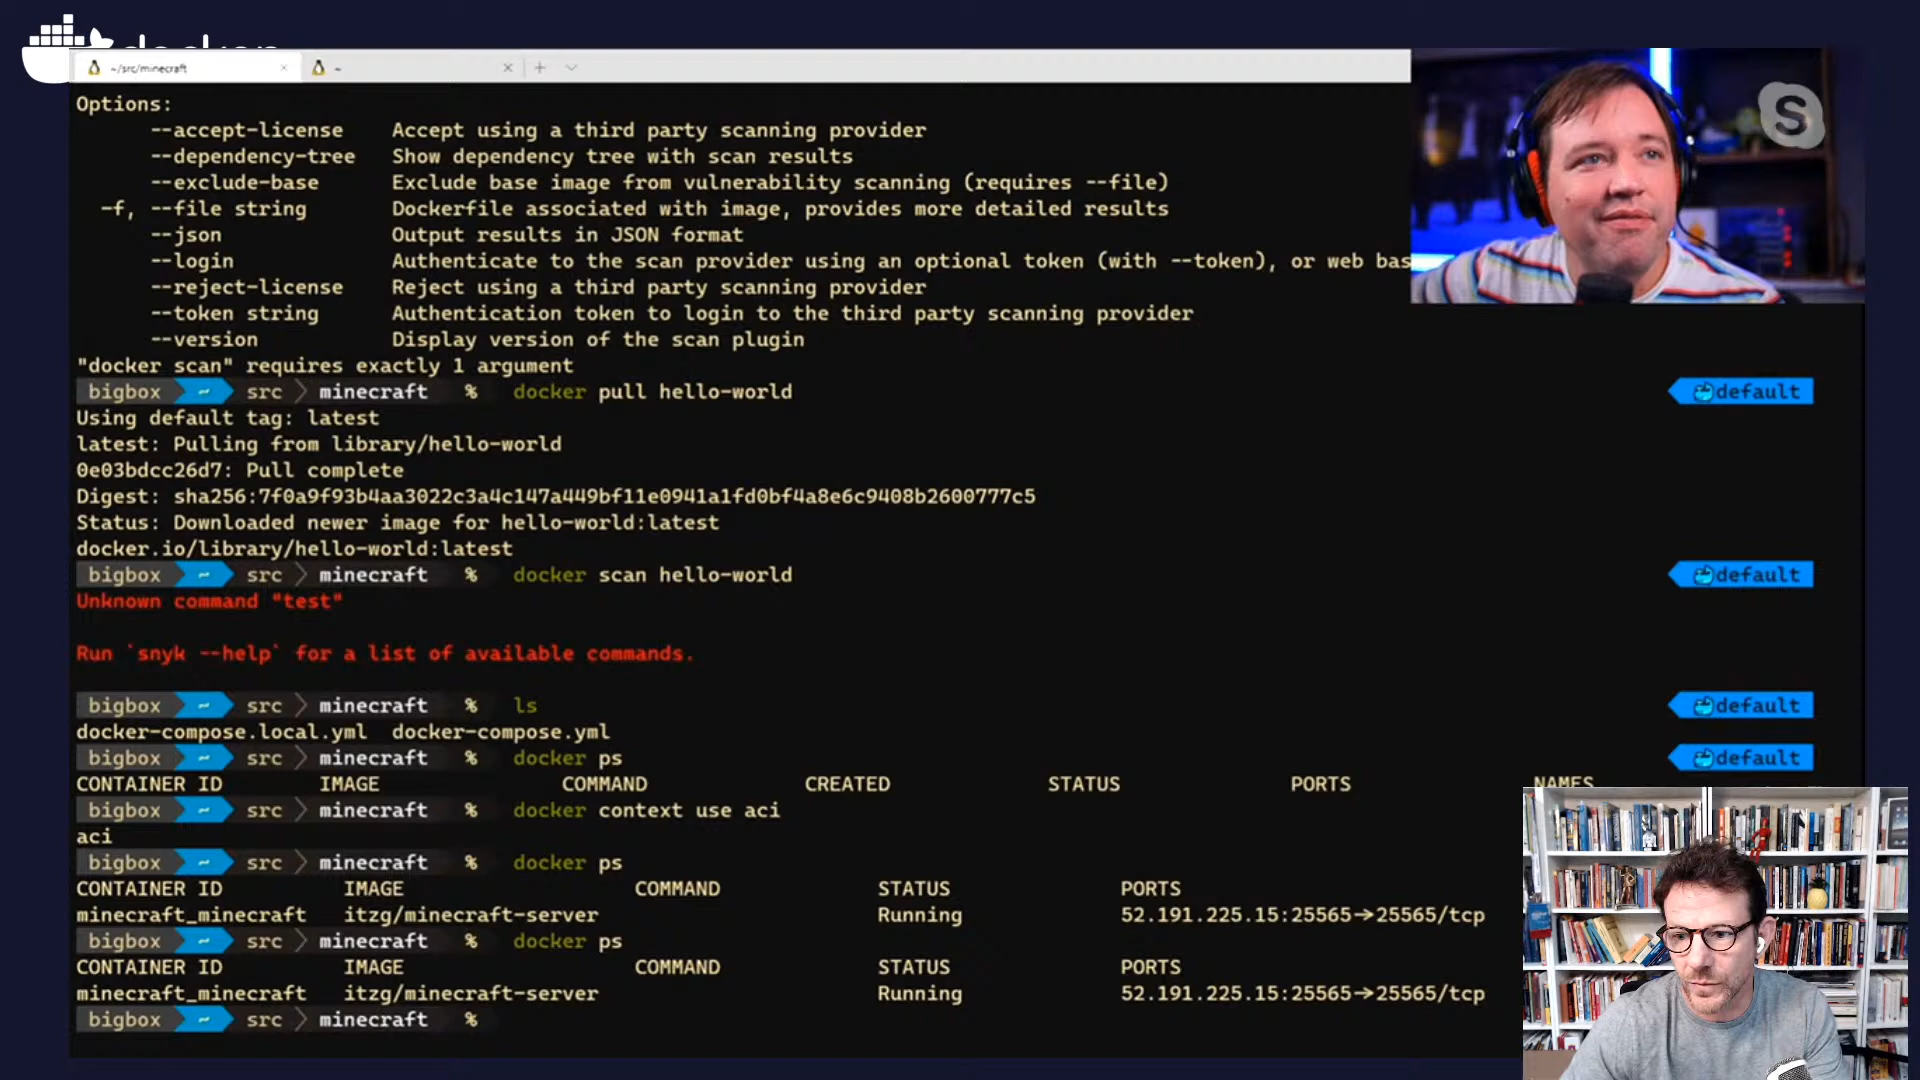 docker
~/src/minecraft × ~ × +
Options:
--accept-license Accept using a third party scanning provider
--dependency-tree Show dependency tree with scan results
--exclude-base Exclude base image from vulnerability scanning (requires --file)
-f, --file string Dockerfile associated with image, provides more detailed results
--json Output results in JSON format
--login Authenticate to the scan provider using an optional token (with --token), or web bas
--reject-license Reject using a third party scanning provider
--token string Authentication token to login to the third party scanning provider
--version Display version of the scan plugin
"docker scan" requires exactly 1 argument
bigbox ~ src minecraft % docker pull hello-world default
Using default tag: latest
latest: Pulling from library/hello-world
0e03bdcc26d7: Pull complete
Digest: sha256:7f0a9f93b4aa3022c3a4c147a449bf11e0941a1fd0bf4a8e6c9408b2600777c5
Status: Downloaded newer image for hello-world:latest
docker.io/library/hello-world:latest
bigbox ~ src minecraft % docker scan hello-world default
Unknown command "test"
Run `snyk --help` for a list of available commands.
bigbox ~ src minecraft % ls default
docker-compose.local.yml docker-compose.yml
bigbox ~ src minecraft % docker ps default
CONTAINER ID IMAGE COMMAND CREATED STATUS PORTS NAMES
bigbox ~ src minecraft % docker context use aci
aci
bigbox ~ src minecraft % docker ps
CONTAINER ID IMAGE COMMAND STATUS PORTS
minecraft_minecraft itzg/minecraft-server Running 52.191.225.15:25565->25565/tcp
bigbox ~ src minecraft % docker ps
CONTAINER ID IMAGE COMMAND STATUS PORTS
minecraft_minecraft itzg/minecraft-server Running 52.191.225.15:25565->25565/tcp
bigbox ~ src minecraft %